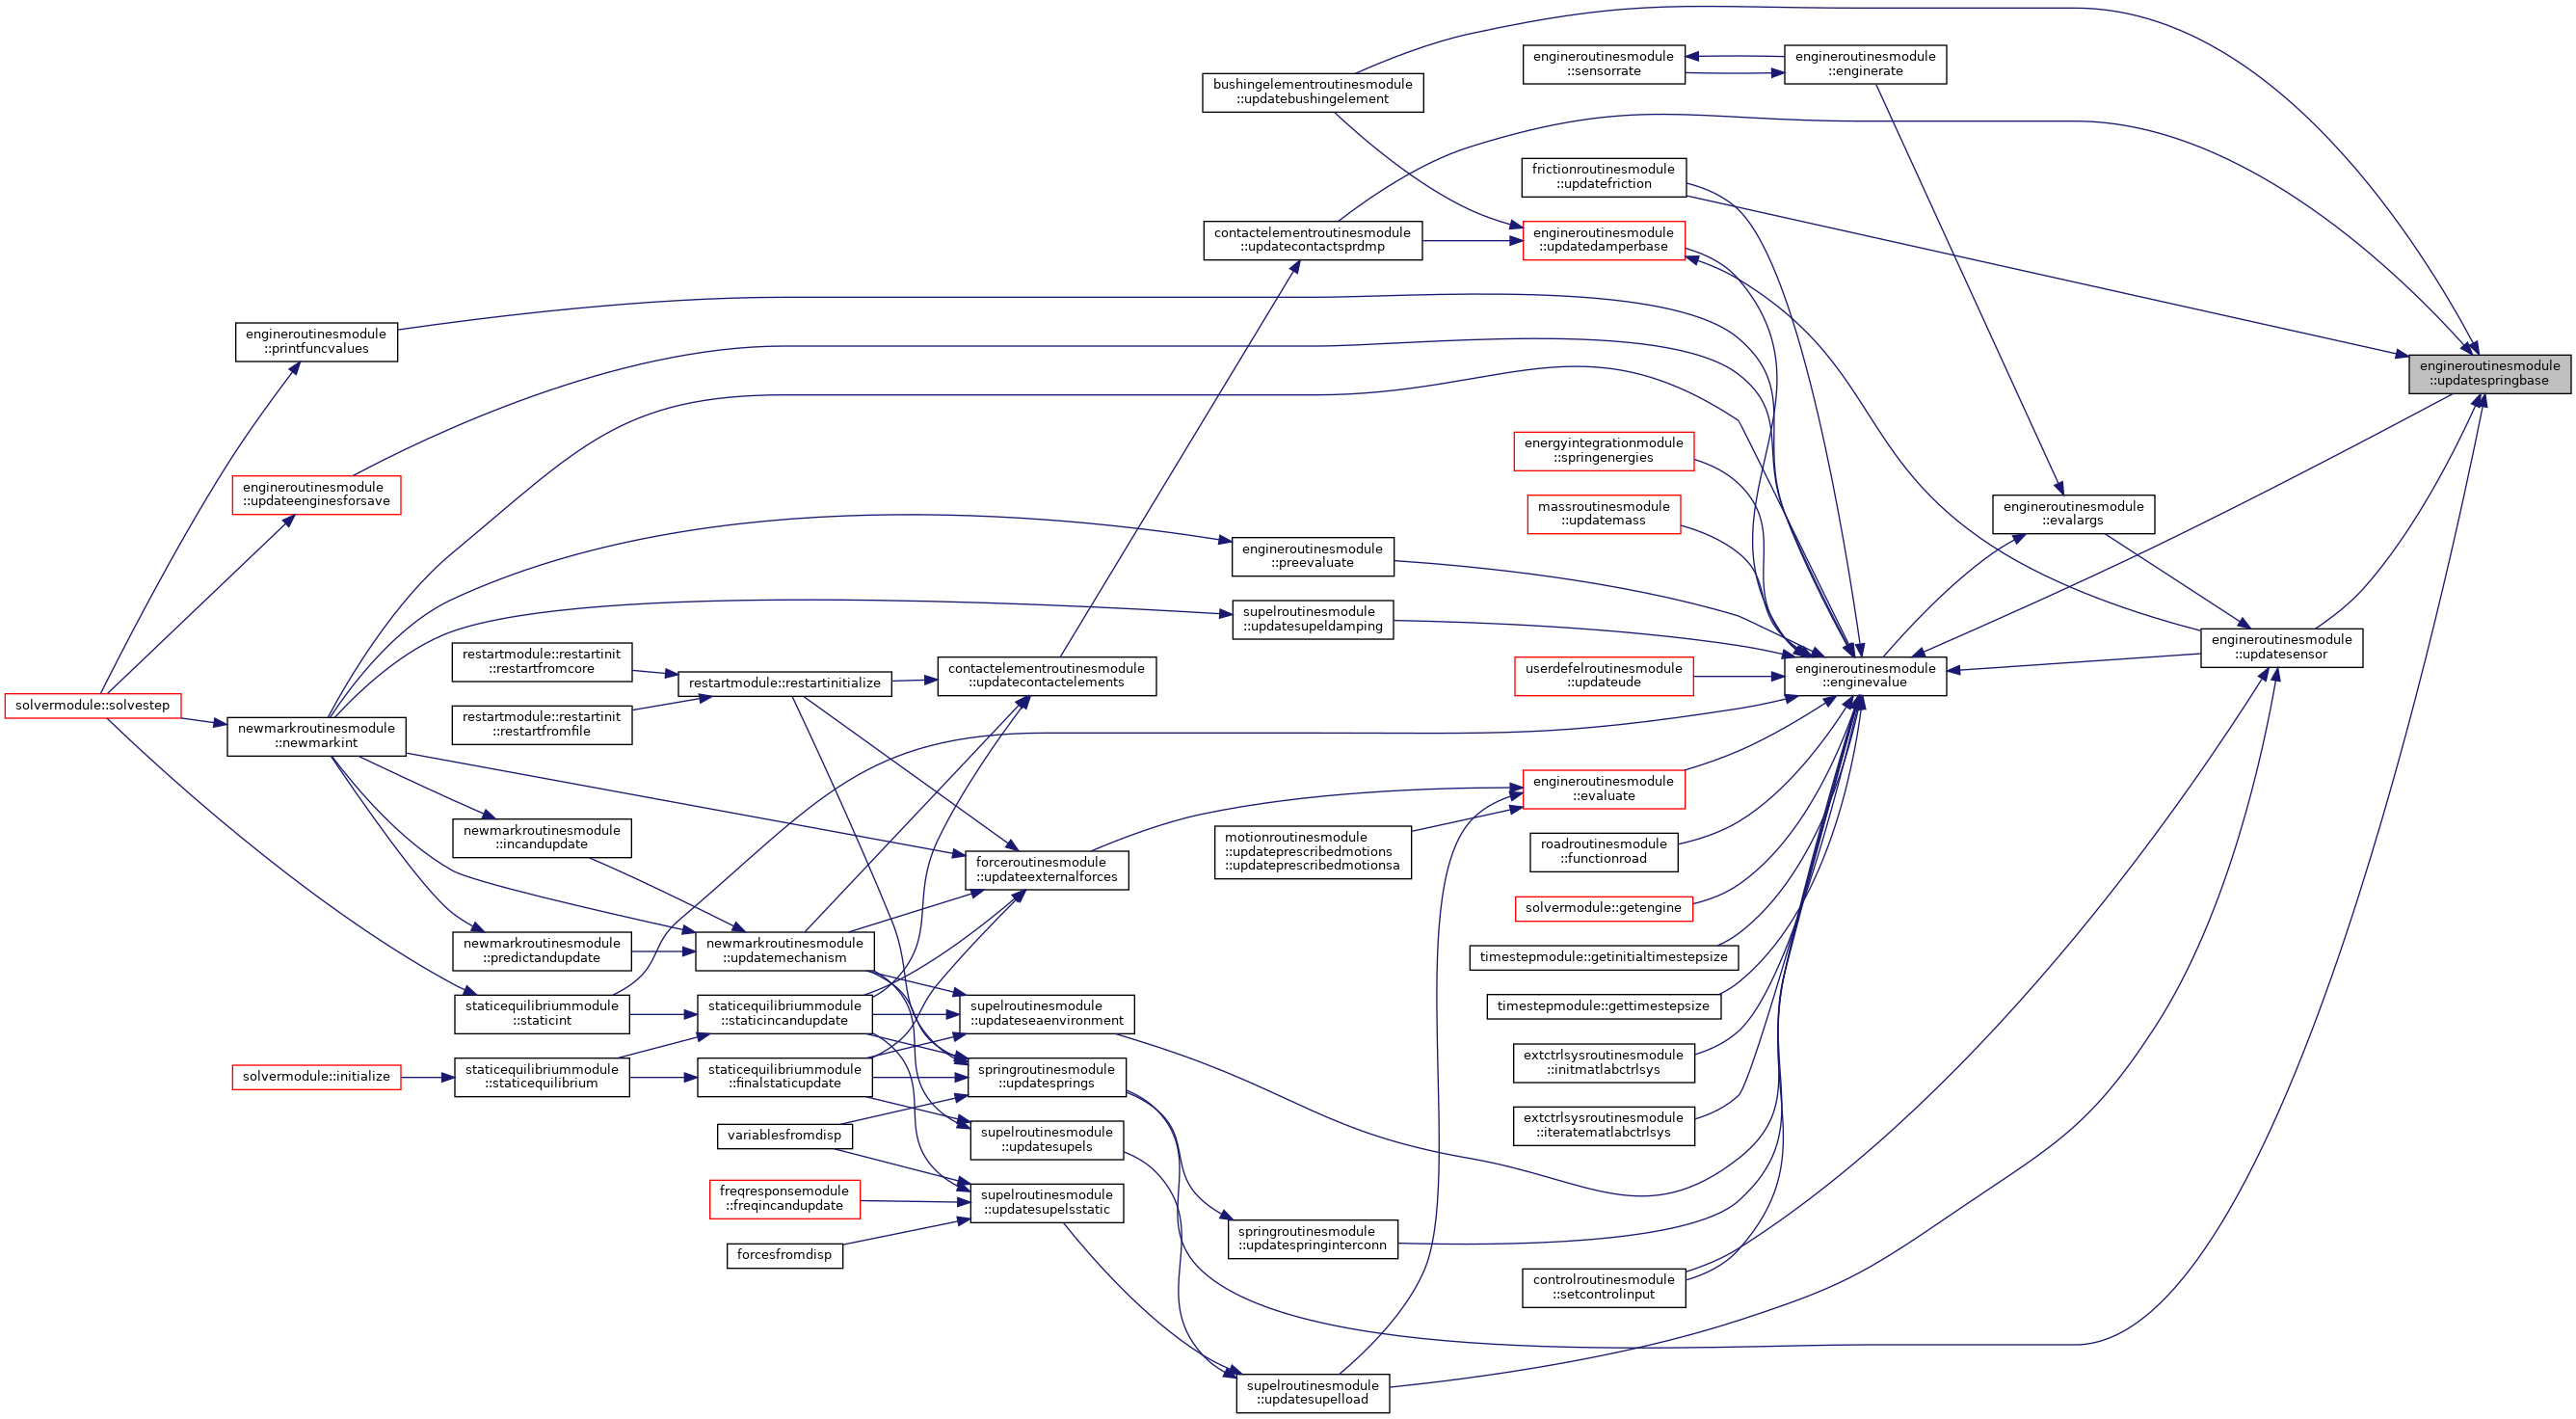 engineroutinesmodule
::sensorrate
engineroutinesmodule
::enginerate
bushingelementroutinesmodule
::updatebushingelement
frictionroutinesmodule
::updatefriction
contactelementroutinesmodule
::updatecontactsprdmp
engineroutinesmodule
::updatedamperbase
engineroutinesmodule
::printfuncvalues
engineroutinesmodule
::updatespringbase
energyintegrationmodule
::springenergies
engineroutinesmodule
::updateenginesforsave
massroutinesmodule
::updatemass
engineroutinesmodule
::evalargs
engineroutinesmodule
::preevaluate
supelroutinesmodule
::updatesupeldamping
engineroutinesmodule
::updatesensor
restartmodule::restartinit
::restartfromcore
restartmodule::restartinitialize
contactelementroutinesmodule
::updatecontactelements
userdefelroutinesmodule
::updateude
engineroutinesmodule
::enginevalue
solvermodule::solvestep
restartmodule::restartinit
::restartfromfile
newmarkroutinesmodule
::newmarkint
engineroutinesmodule
::evaluate
newmarkroutinesmodule
::incandupdate
motionroutinesmodule
::updateprescribedmotions
::updateprescribedmotionsa
roadroutinesmodule
::functionroad
forceroutinesmodule
::updateexternalforces
solvermodule::getengine
newmarkroutinesmodule
::predictandupdate
newmarkroutinesmodule
::updatemechanism
timestepmodule::getinitialtimestepsize
staticequilibriummodule
::staticint
staticequilibriummodule
::staticincandupdate
supelroutinesmodule
::updateseaenvironment
timestepmodule::gettimestepsize
solvermodule::initialize
staticequilibriummodule
::staticequilibrium
staticequilibriummodule
::finalstaticupdate
springroutinesmodule
::updatesprings
extctrlsysroutinesmodule
::initmatlabctrlsys
variablesfromdisp
supelroutinesmodule
::updatesupels
extctrlsysroutinesmodule
::iteratematlabctrlsys
freqresponsemodule
::freqincandupdate
supelroutinesmodule
::updatesupelsstatic
forcesfromdisp
springroutinesmodule
::updatespringinterconn
controlroutinesmodule
::setcontrolinput
supelroutinesmodule
::updatesupelload